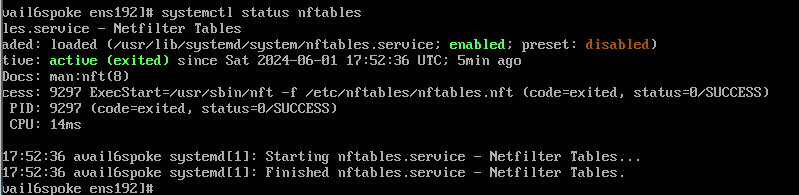 vail6spoke ens192]# systemctl status nftables
les.service - Netfilter Tables
aded: loaded (/usr/lib/systemd/system/nftables.service; enabled; preset: disabled)
tive: active (exited) since Sat 2024-06-01 17:52:36 UTC; 5min ago
Docs: man:nft(8)
cess: 9297 ExecStart=/usr/sbin/nft -f /etc/nftables/nftables.nft (code=exited, status=0/SUCCESS)
PID: 9297 (code=exited, status=0/SUCCESS)
CPU: 14ms
17:52:36 avail6spoke systemd[1]: Starting nftables.service - Netfilter Tables...
17:52:36 avail6spoke systemd[1]: Finished nftables.service - Netfilter Tables.
vail6spoke ens192]#